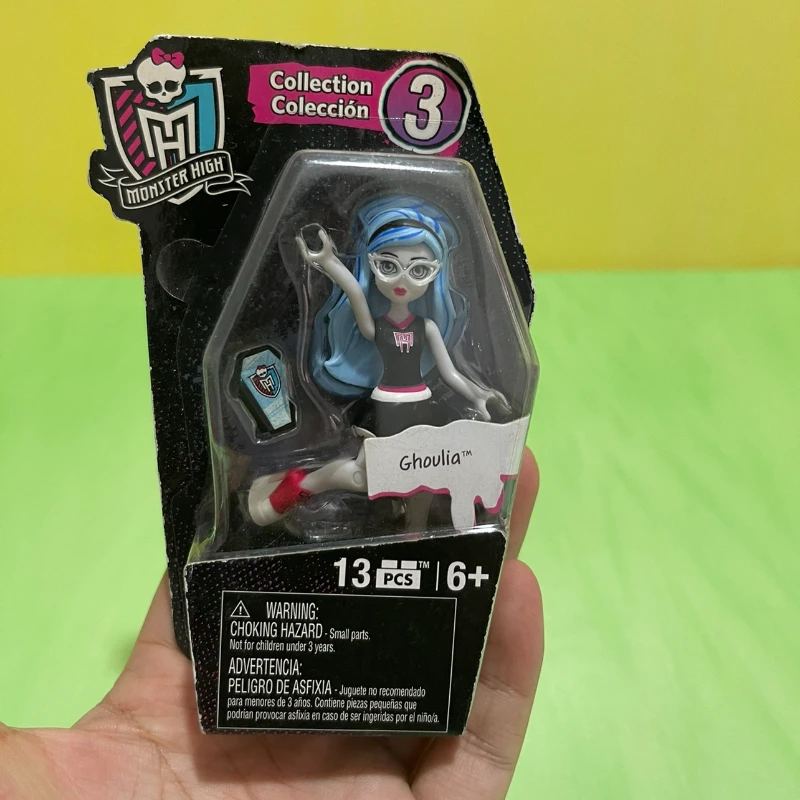 Collection
Colección
3
MONSTER HIGH
Ghoulia™
13 PCS™ | 6+
⚠ WARNING:
CHOKING HAZARD - Small parts.
Not for children under 3 years.
ADVERTENCIA:
PELIGRO DE ASFIXIA - Juguete no recomendado
para menores de 3 años. Contiene piezas pequeñas que
podrían provocar asfixia en caso de ser ingeridas por el niño/a.